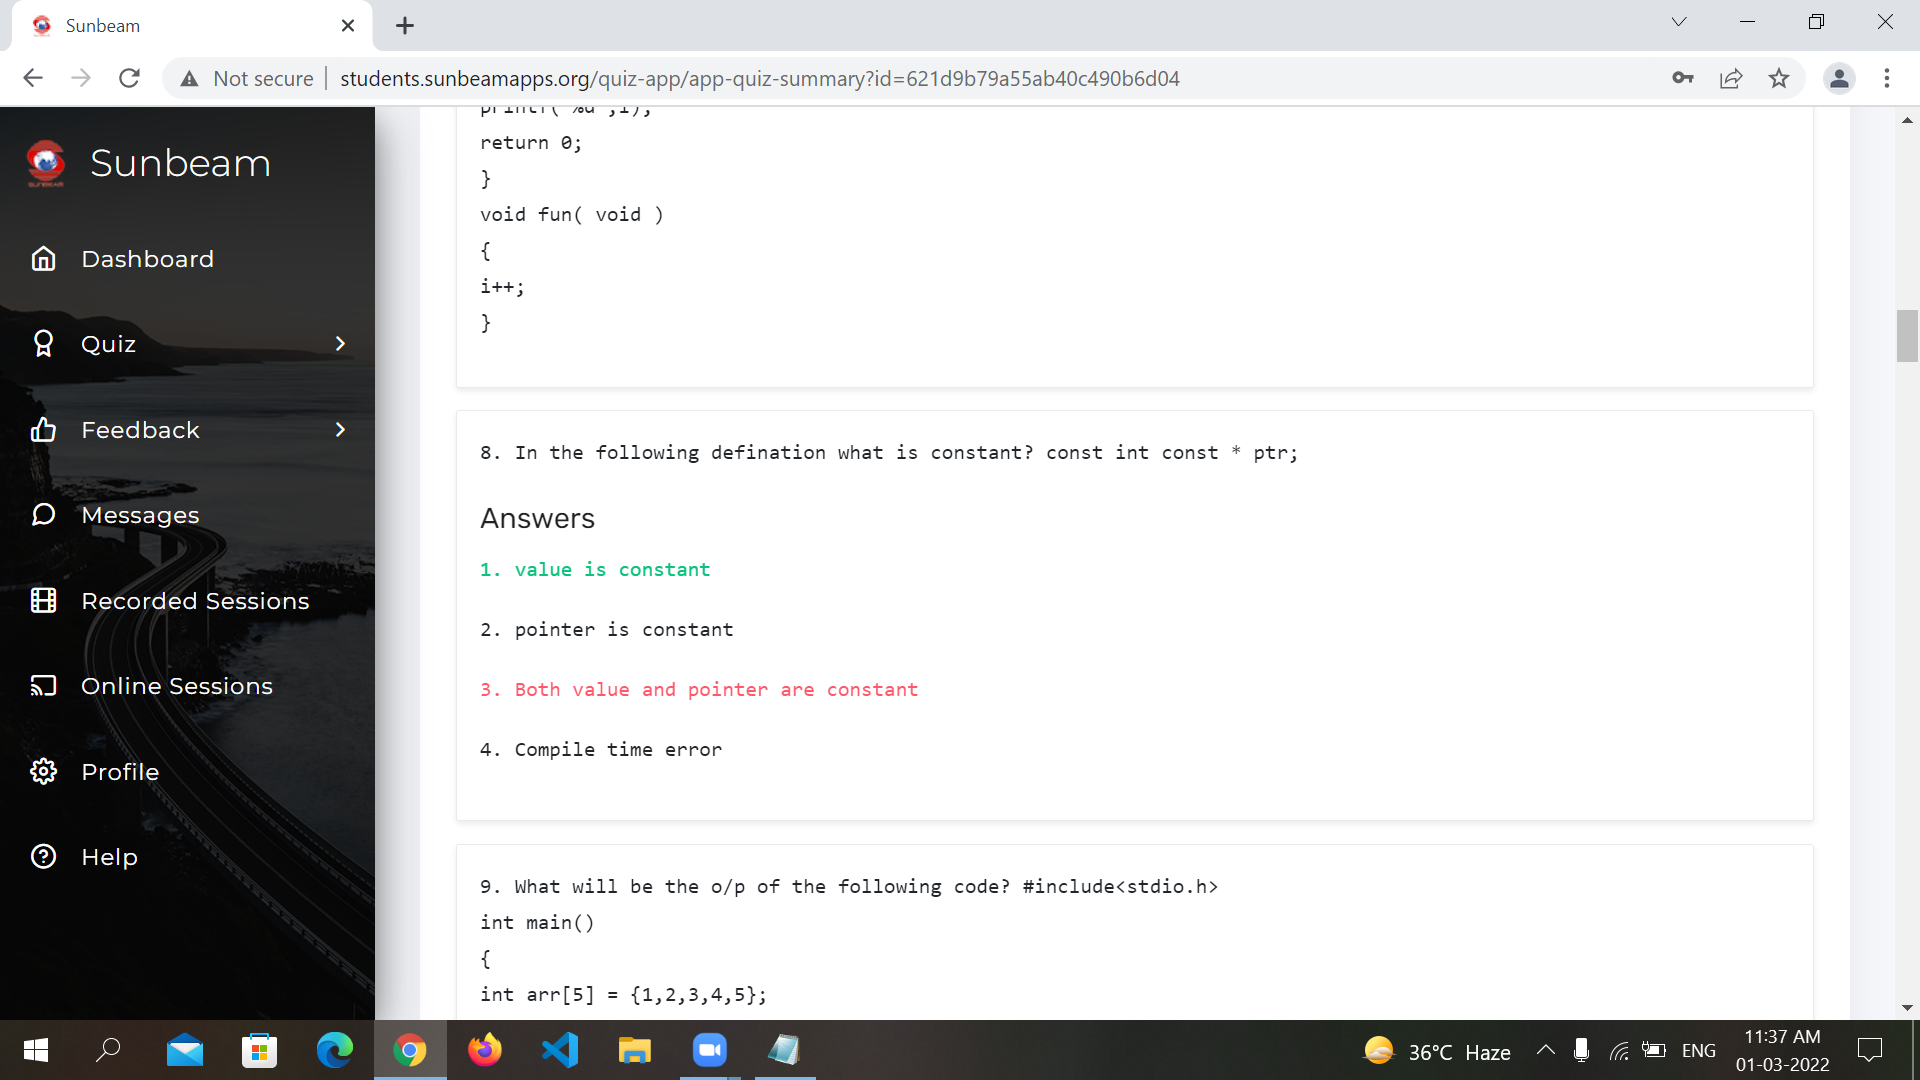 Sunbeam
Not secure
students.sunbeamapps.org/quiz-app/app-quiz-summary?id=621d9b79a55ab40c490b6d04
Sunbeam
Dashboard
Quiz
Feedback
Messages
Recorded Sessions
Online Sessions
Profile
Help
return 0;
}
void fun( void )
{
i++;
}
8. In the following defination what is constant? const int const * ptr;
Answers
1. value is constant
2. pointer is constant
3. Both value and pointer are constant
4. Compile time error
9. What will be the o/p of the following code? #include<stdio.h>
int main()
{
int arr[5] = {1,2,3,4,5};
36°C Haze
ENG
11:37 AM
01-03-2022